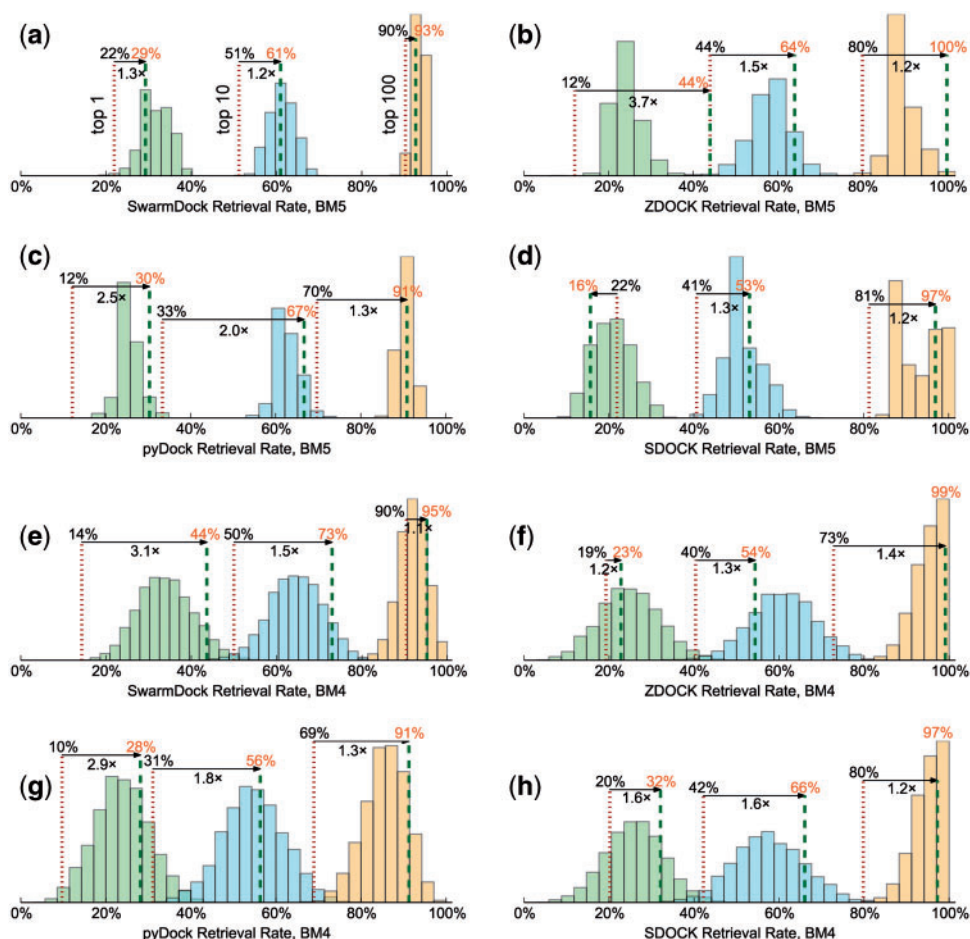 (a)
22% 29%
1.3×
top 1
51% 61%
1.2×
top 10
90% 93%
top 100
0% 20% 40% 60% 80% 100%
SwarmDock Retrieval Rate, BM5
(b)
12% 44%
3.7×
44% 64%
1.5×
80% 100%
1.2×
0% 20% 40% 60% 80% 100%
ZDOCK Retrieval Rate, BM5
(c)
12% 30%
2.5×
33% 67%
2.0×
70% 91%
1.3×
0% 20% 40% 60% 80% 100%
pyDock Retrieval Rate, BM5
(d)
16% 22%
41% 53%
1.3×
81% 97%
1.2×
0% 20% 40% 60% 80% 100%
SDOCK Retrieval Rate, BM5
(e)
14% 44%
3.1×
50% 73%
1.5×
90% 95%
1.1×
0% 20% 40% 60% 80% 100%
SwarmDock Retrieval Rate, BM4
(f)
19% 23%
1.2×
40% 54%
1.3×
73% 99%
1.4×
0% 20% 40% 60% 80% 100%
ZDOCK Retrieval Rate, BM4
(g)
10% 28%
2.9×
31% 56%
1.8×
69% 91%
1.3×
0% 20% 40% 60% 80% 100%
pyDock Retrieval Rate, BM4
(h)
20% 32%
1.6×
42% 66%
1.6×
80% 97%
1.2×
0% 20% 40% 60% 80% 100%
SDOCK Retrieval Rate, BM4